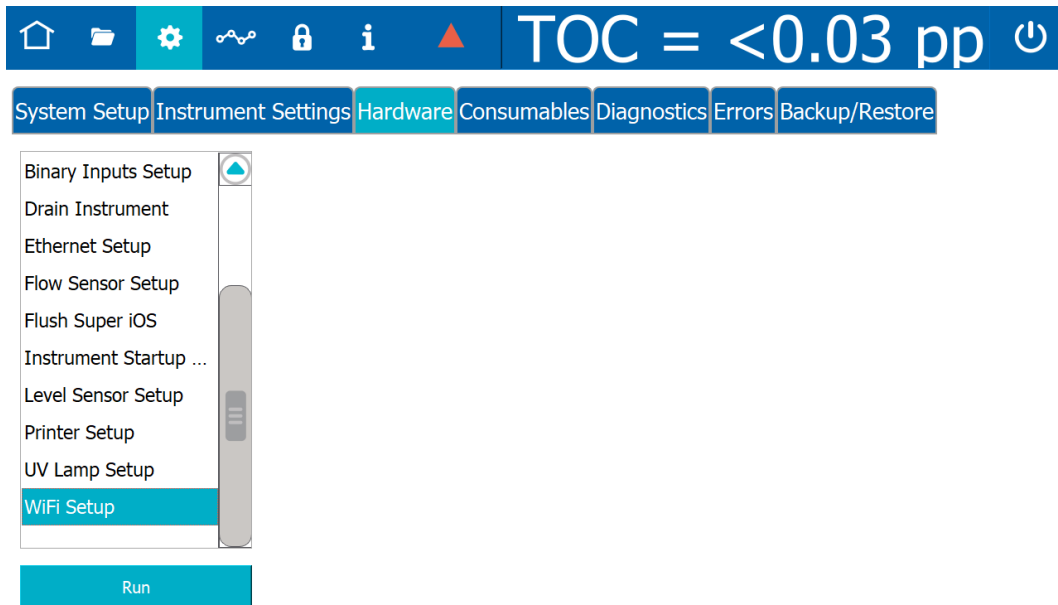 TOC = <0.03 pp
System Setup Instrument Settings Hardware Consumables Diagnostics Errors Backup/Restore
Binary Inputs Setup
Drain Instrument
Ethernet Setup
Flow Sensor Setup
Flush Super iOS
Instrument Startup ...
Level Sensor Setup
Printer Setup
UV Lamp Setup
WiFi Setup
Run